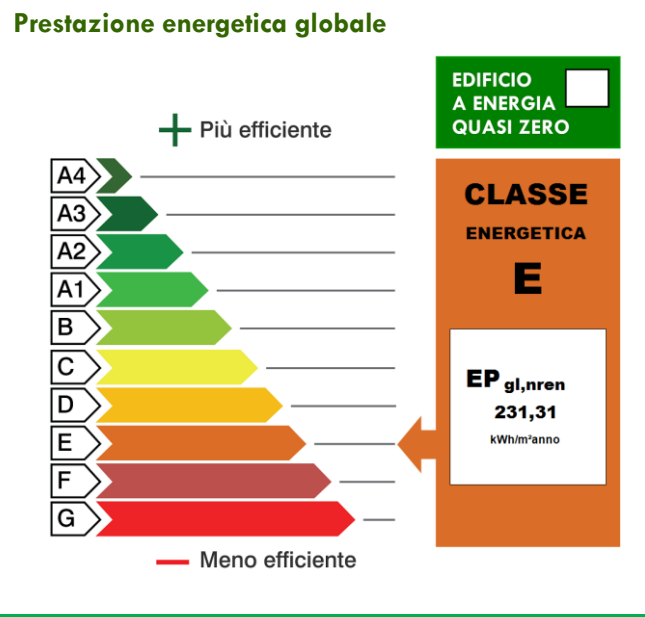 Prestazione energetica globale
EDIFICIO
A ENERGIA
QUASI ZERO
Più efficiente
A4
A3
A2
A1
B
C
D
E
F
G
Meno efficiente
CLASSE
ENERGETICA
E
EP gl,nren
231,31
kWh/m²anno